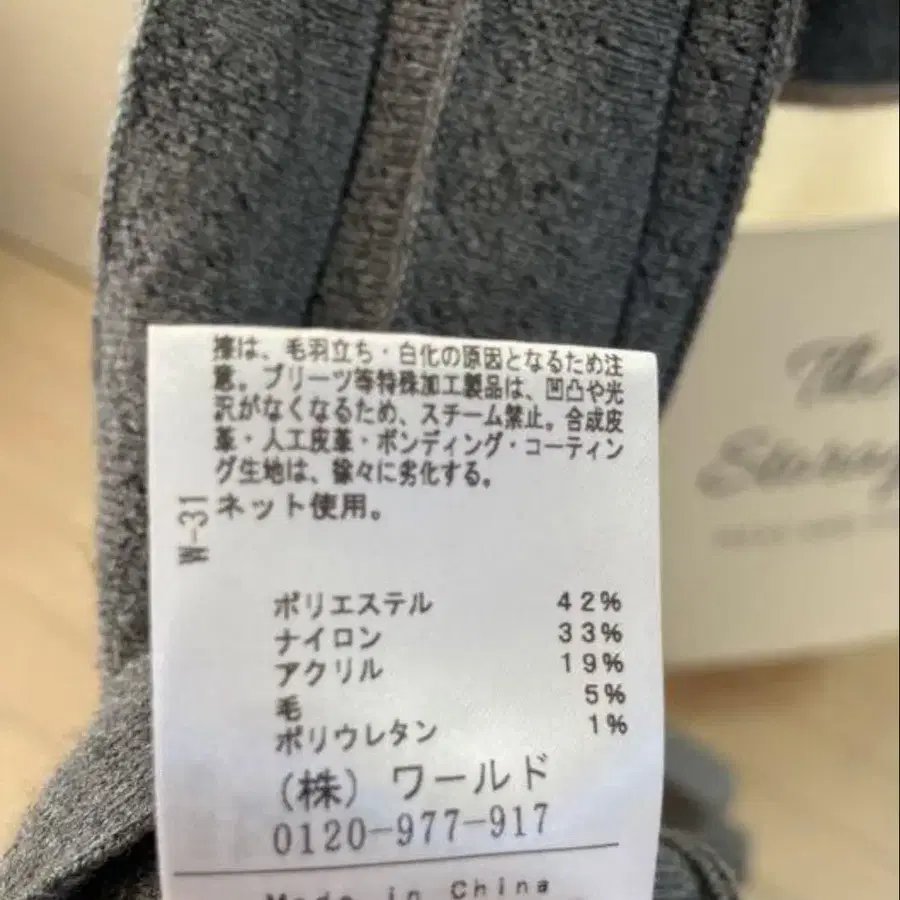 擦は、毛羽立ち・白化の原因となるため注
意。プリーツ等特殊加工製品は、凹凸や光
沢がなくなるため、スチーム禁止。合成皮
革・人工皮革・ボンディング・コーティン
グ生地は、徐々に劣化する。
ネット使用。
W-31
ポリエステル 42%
ナイロン 33%
アクリル 19%
毛 5%
ポリウレタン 1%
(株) ワールド
0120-977-917
Made in China
The